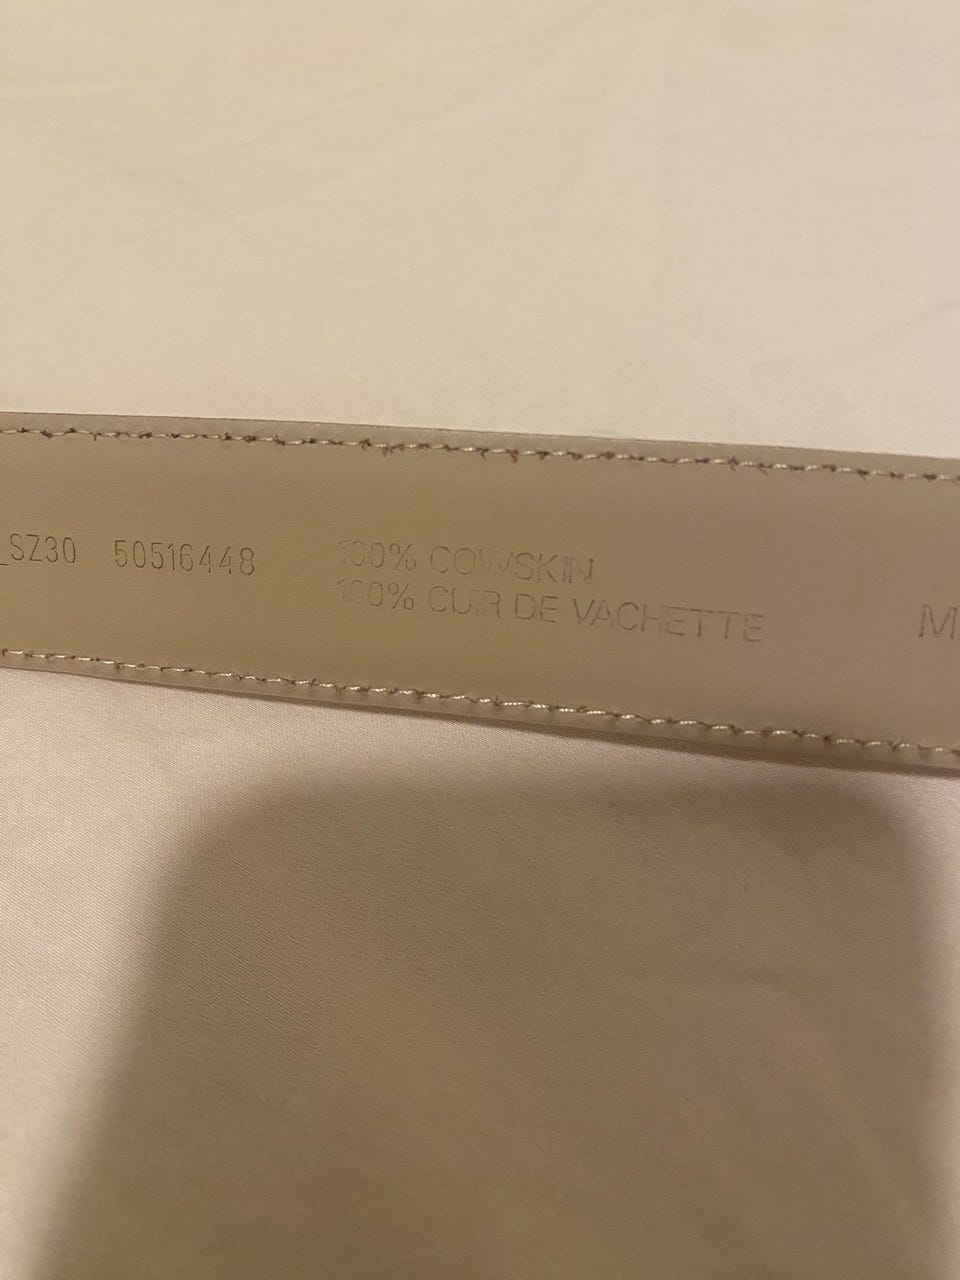 _SZ30 50516448
100% COWSKIN
100% CUIR DE VACHETTE